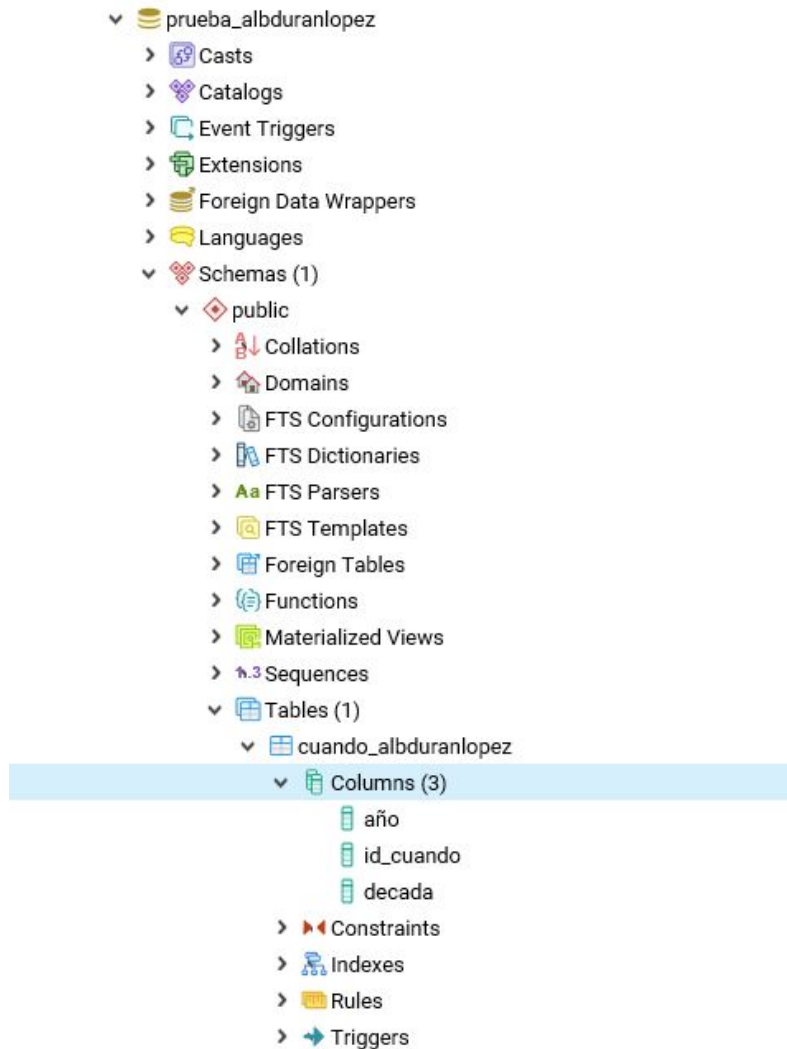 prueba_albduranlopez
Casts
Catalogs
Event Triggers
Extensions
Foreign Data Wrappers
Languages
Schemas (1)
public
Collations
Domains
FTS Configurations
FTS Dictionaries
Aa FTS Parsers
FTS Templates
Foreign Tables
Functions
Materialized Views
1..3 Sequences
Tables (1)
cuando_albduranlopez
Columns (3)
año
id_cuando
decada
Constraints
Indexes
Rules
Triggers